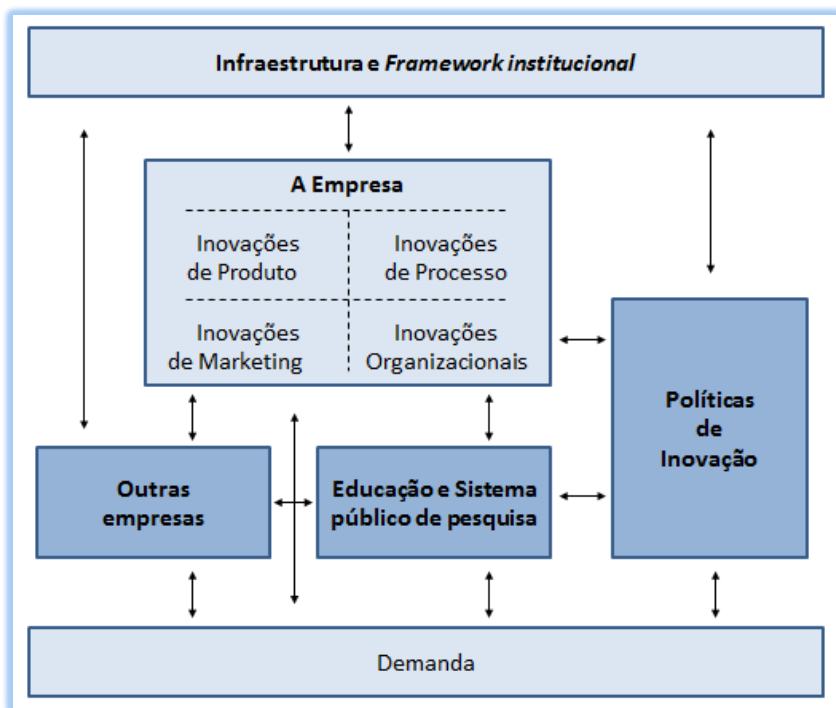 Infraestrutura e Framework institucional
A Empresa
Inovações
de Produto
Inovações
de Processo
Inovações
de Marketing
Inovações
Organizacionais
Políticas
de
Inovação
Outras
empresas
Educação e Sistema
público de pesquisa
Demanda